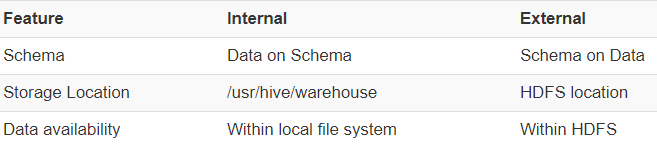 Feature Internal External
Schema Data on Schema Schema on Data
Storage Location /usr/hive/warehouse HDFS location
Data availability Within local file system Within HDFS